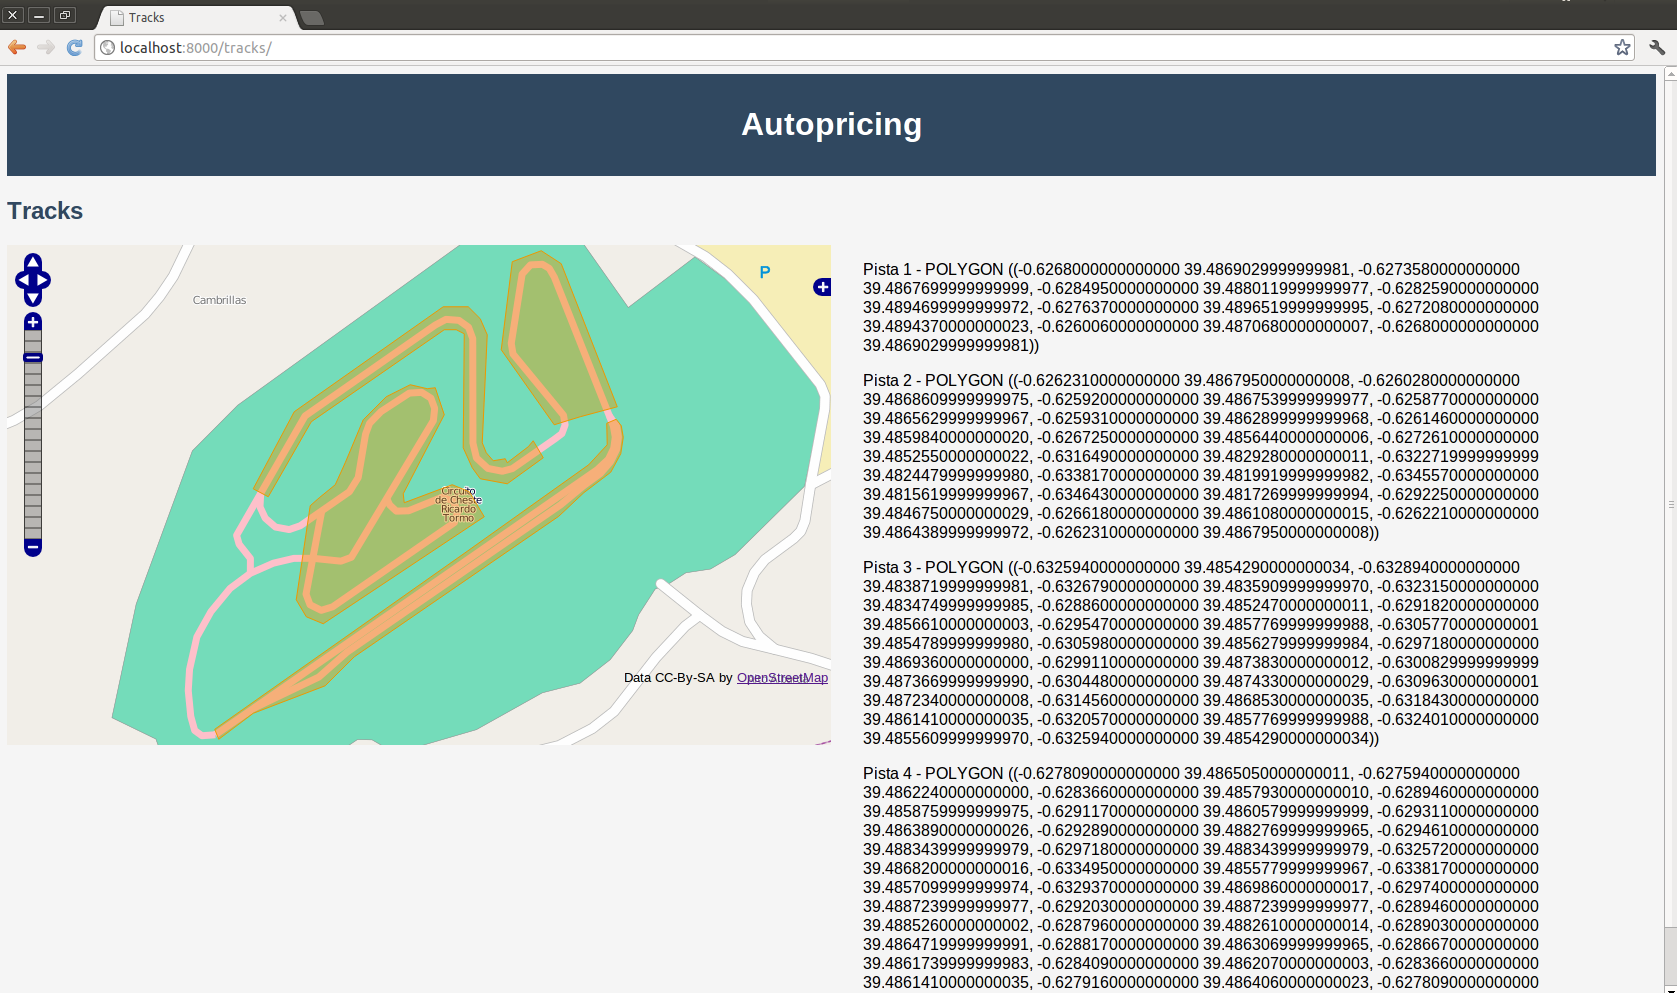 Tracks
localhost:8000/tracks/
Autopricing
Tracks
Cambrillas
P
Circuito
de Cheste
Ricardo
Tormo
Data CC-By-SA by OpenStreetMap
Pista 1 - POLYGON ((-0.6268000000000000 39.4869029999999981, -0.6273580000000000
39.4867699999999999, -0.6284950000000000 39.4880119999999977, -0.6282590000000000
39.4894699999999972, -0.6276370000000000 39.4896519999999995, -0.6272080000000000
39.4894370000000023, -0.6260060000000000 39.4870680000000007, -0.6268000000000000
39.4869029999999981))
Pista 2 - POLYGON ((-0.6262310000000000 39.4867950000000008, -0.6260280000000000
39.4868609999999975, -0.6259200000000000 39.4867539999999977, -0.6258770000000000
39.4865629999999967, -0.6259310000000000 39.4862899999999968, -0.6261460000000000
39.4859840000000020, -0.6267250000000000 39.4856440000000006, -0.6272610000000000
39.4852550000000022, -0.6316490000000000 39.4829280000000011, -0.6322719999999999
39.4824479999999980, -0.6338170000000000 39.4819919999999982, -0.6345570000000000
39.4815619999999967, -0.6346430000000000 39.4817269999999994, -0.6292250000000000
39.4846750000000029, -0.6266180000000000 39.4861080000000015, -0.6262210000000000
39.4864389999999972, -0.6262310000000000 39.4867950000000008))
Pista 3 - POLYGON ((-0.6325940000000000 39.4854290000000034, -0.6328940000000000
39.4838719999999981, -0.6326790000000000 39.4835909999999970, -0.6323150000000000
39.4834749999999985, -0.6288600000000000 39.4852470000000011, -0.6291820000000000
39.4856610000000003, -0.6295470000000000 39.4857769999999988, -0.6305770000000001
39.4854789999999980, -0.6305980000000000 39.4856279999999984, -0.6297180000000000
39.4869360000000000, -0.6299110000000000 39.4873830000000012, -0.6300829999999999
39.4873669999999990, -0.6304480000000000 39.4874330000000029, -0.6309630000000001
39.4872340000000008, -0.6314560000000000 39.4868530000000035, -0.6318430000000000
39.4861410000000035, -0.6320570000000000 39.4857769999999988, -0.6324010000000000
39.4855609999999970, -0.6325940000000000 39.4854290000000034))
Pista 4 - POLYGON ((-0.6278090000000000 39.4865050000000011, -0.6275940000000000
39.4862240000000000, -0.6283660000000000 39.4857930000000010, -0.6289460000000000
39.4858759999999975, -0.6291170000000000 39.4860579999999999, -0.6293110000000000
39.4863890000000026, -0.6292890000000000 39.4882769999999965, -0.6294610000000000
39.4883439999999979, -0.6297180000000000 39.4883439999999979, -0.6325720000000000
39.4868200000000016, -0.6334950000000000 39.4855779999999967, -0.6338170000000000
39.4857099999999974, -0.6329370000000000 39.4869860000000017, -0.6297400000000000
39.4887239999999977, -0.6292030000000000 39.4887239999999977, -0.6289460000000000
39.4885260000000002, -0.6287960000000000 39.4882610000000014, -0.6289030000000000
39.4864719999999991, -0.6288170000000000 39.4863069999999965, -0.6286670000000000
39.4861739999999983, -0.6284090000000000 39.4862070000000003, -0.6283660000000000
39.4861410000000035, -0.6279160000000000 39.4864060000000023, -0.6278090000000000